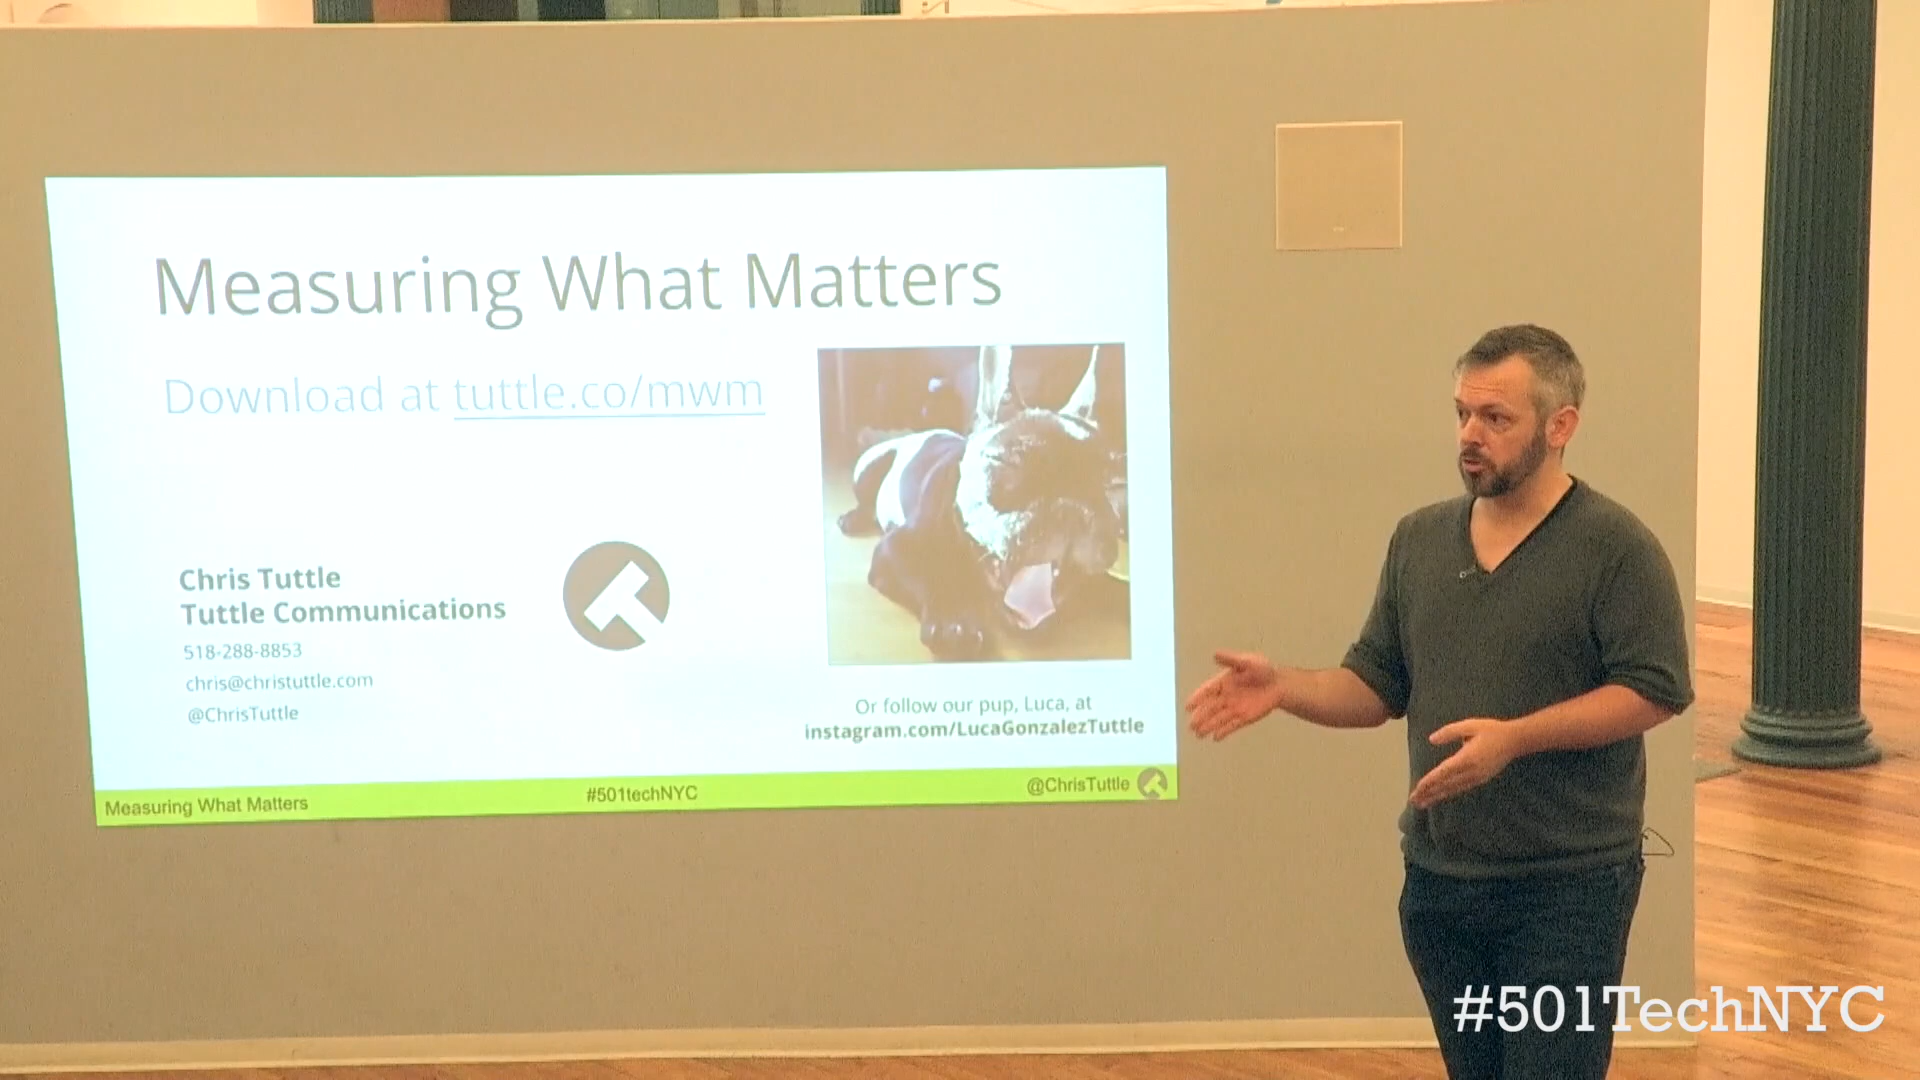 Measuring What Matters
Download at tuttle.co/mwm
Chris Tuttle
Tuttle Communications
518-288-8853
chris@christuttle.com
@ChrisTuttle
Or follow our pup, Luca, at
instagram.com/LucaGonzalezTuttle
Measuring What Matters
#501techNYC
@ChrisTuttle
#501TechNYC